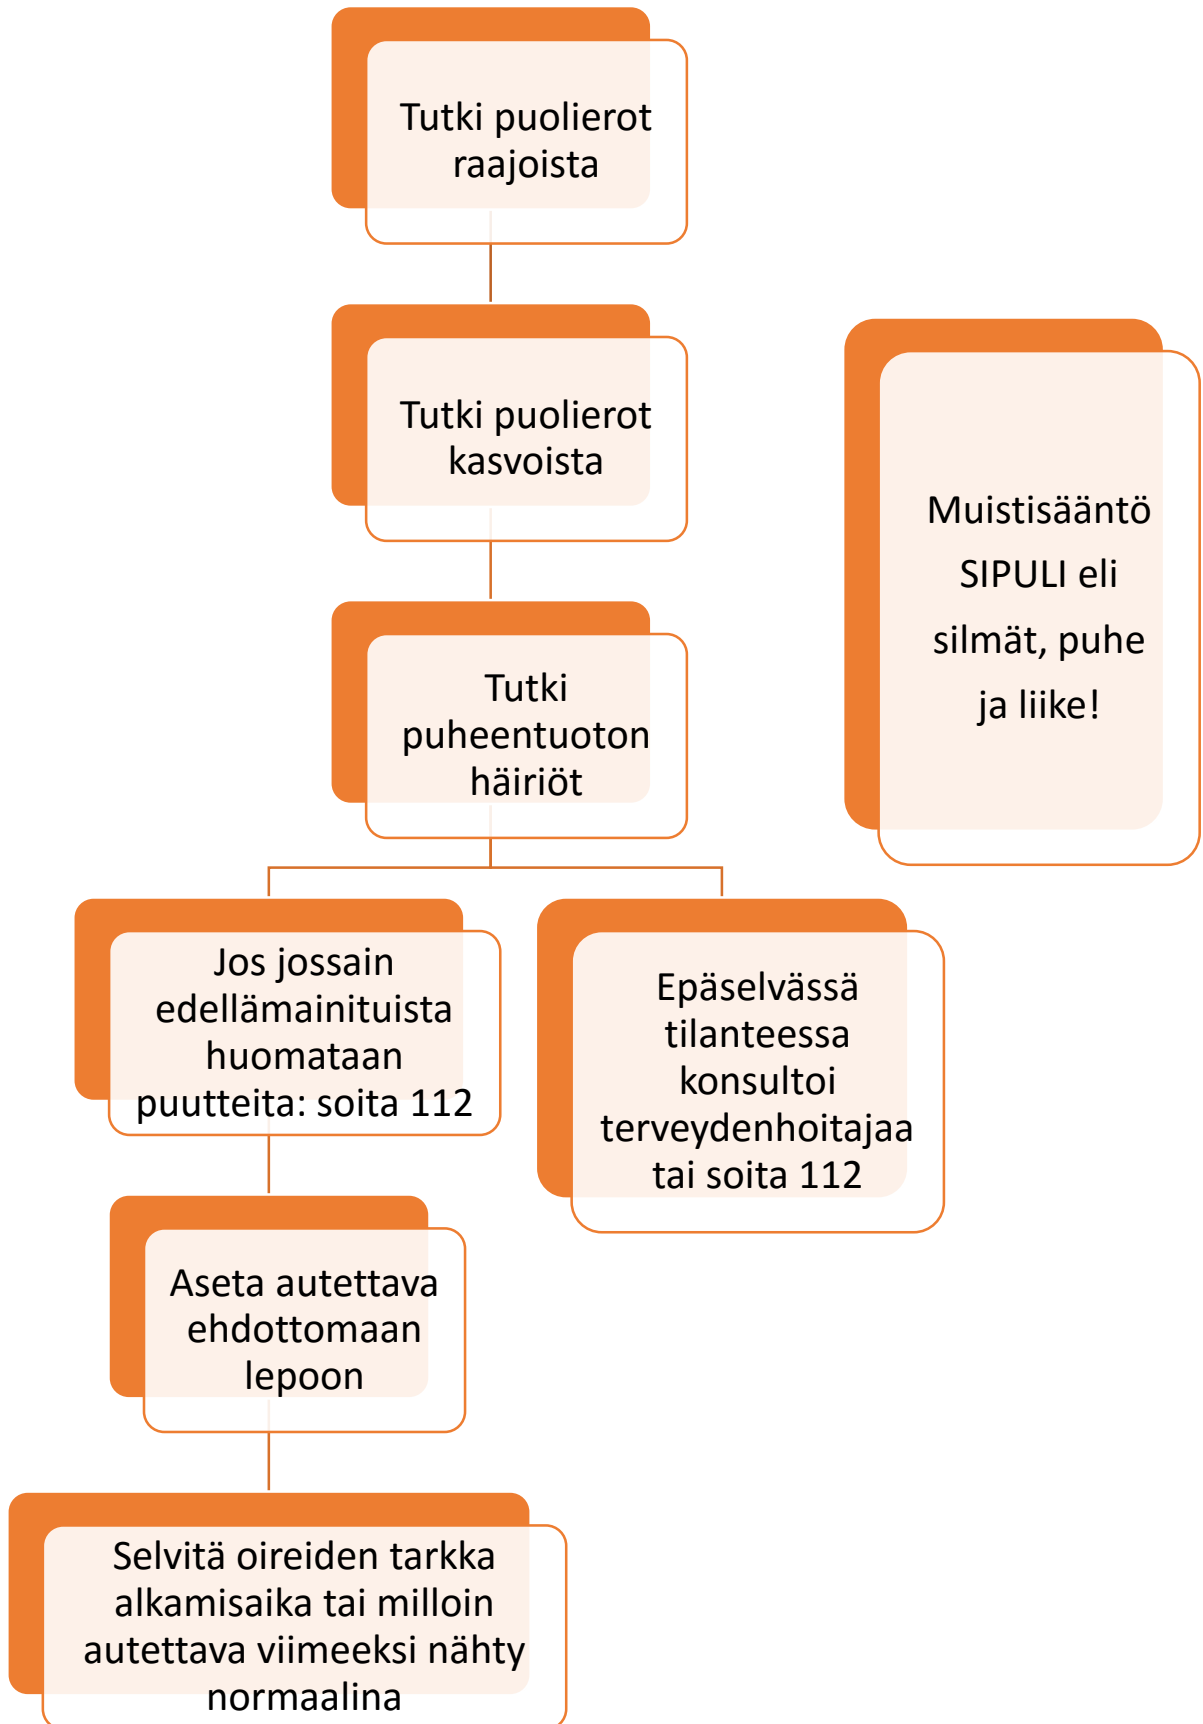 Tutki puolierot
raajoista
Tutki puolierot
kasvoista
Muistisääntö
SIPULI eli
silmät, puhe
ja liike!
Tutki
puheentuoton
häiriöt
Jos jossain
edellämainituista
huomataan
puutteita: soita 112
Epäselvässä
tilanteessa
konsultoi
terveydenhoitajaa
tai soita 112
Aseta autettava
ehdottomaan
lepoon
Selvitä oireiden tarkka
alkamisaika tai milloin
autettava viimeeksi nähty
normaalina